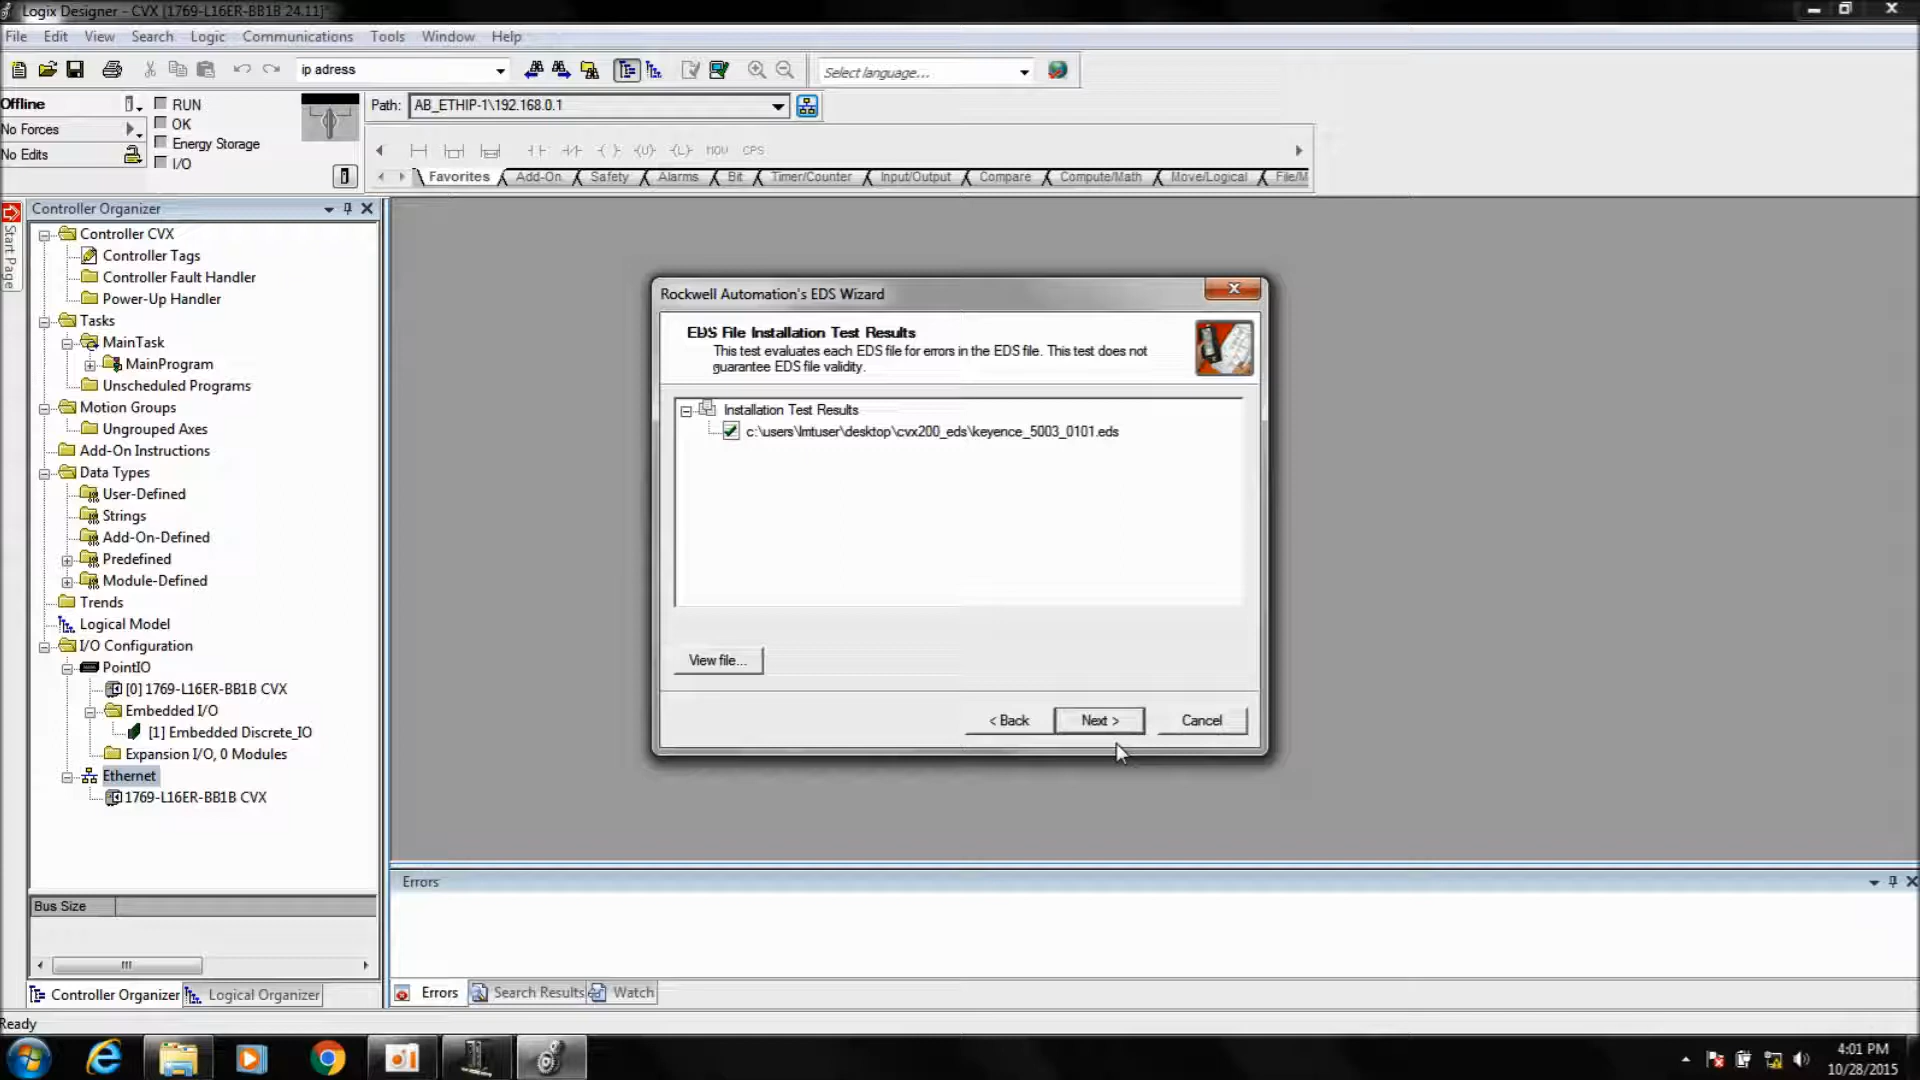 Logix Designer - CVX [1769-L16ER-BB1B 24.11]*
File Edit View Search Logic Communications Tools Window Help
ip adress
Select language...
Offline
RUN
No Forces
OK
No Edits
Energy Storage
I/O
Path: AB_ETHIP-1\192.168.0.1
MOV CPS
Favorites Add-On Safety Alarms Bit Timer/Counter Input/Output Compare Compute/Math Move/Logical File/M
Start Page
Controller Organizer
Controller CVX
Controller Tags
Controller Fault Handler
Power-Up Handler
Tasks
MainTask
MainProgram
Unscheduled Programs
Motion Groups
Ungrouped Axes
Add-On Instructions
Data Types
User-Defined
Strings
Add-On-Defined
Predefined
Module-Defined
Trends
Logical Model
I/O Configuration
PointIO
[0] 1769-L16ER-BB1B CVX
Embedded I/O
[1] Embedded Discrete_IO
Expansion I/O, 0 Modules
Ethernet
1769-L16ER-BB1B CVX
Bus Size
Controller Organizer Logical Organizer
Ready
Rockwell Automation's EDS Wizard
EDS File Installation Test Results
This test evaluates each EDS file for errors in the EDS file. This test does not
guarantee EDS file validity.
Installation Test Results
c:\users\lmtuser\desktop\cvx200_eds\keyence_5003_0101.eds
View file...
< Back Next > Cancel
Errors
Errors Search Results Watch
4:01 PM
10/28/2015